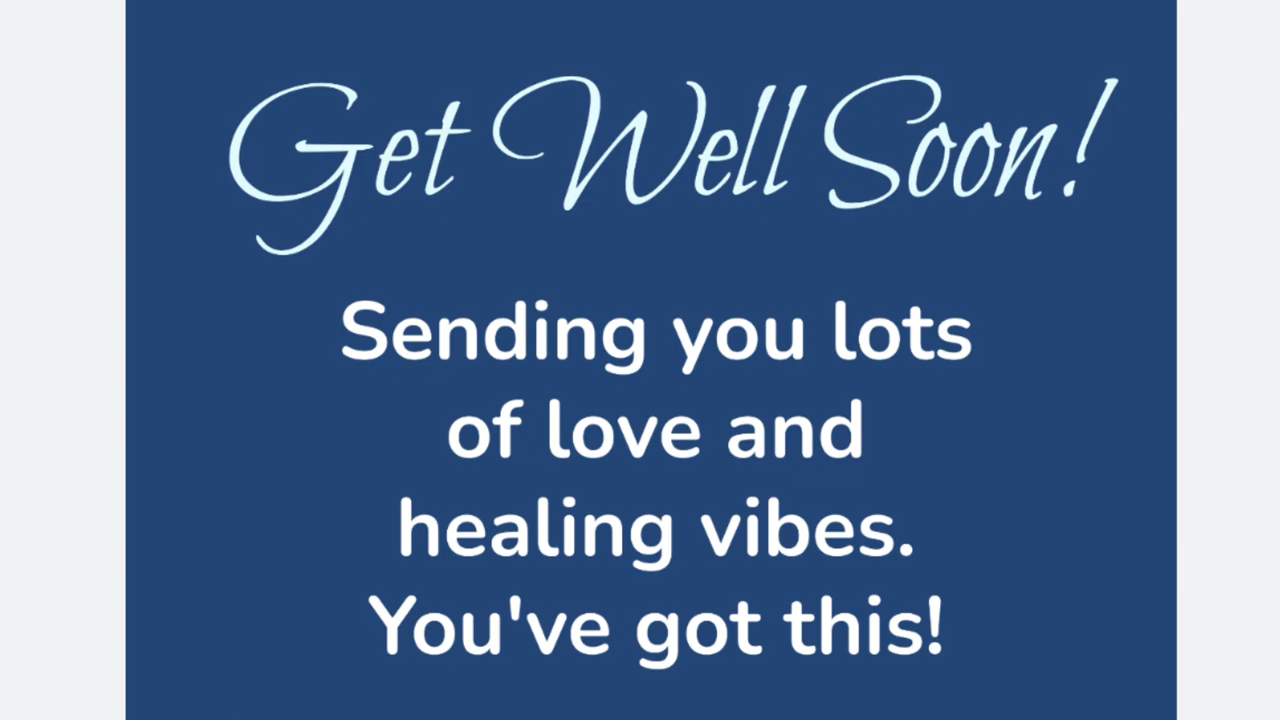 Get Well Soon!
Sending you lots
of love and
healing vibes.
You've got this!